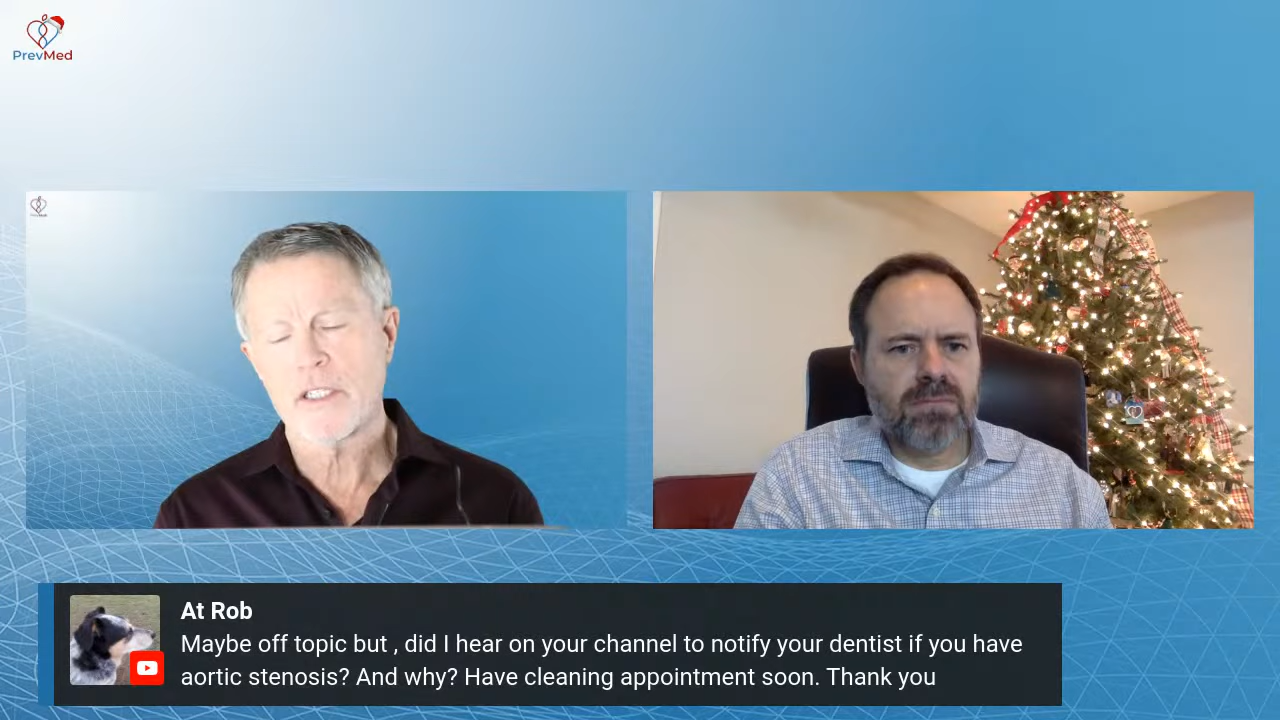 PrevMed
At Rob
Maybe off topic but , did I hear on your channel to notify your dentist if you have
aortic stenosis? And why? Have cleaning appointment soon. Thank you